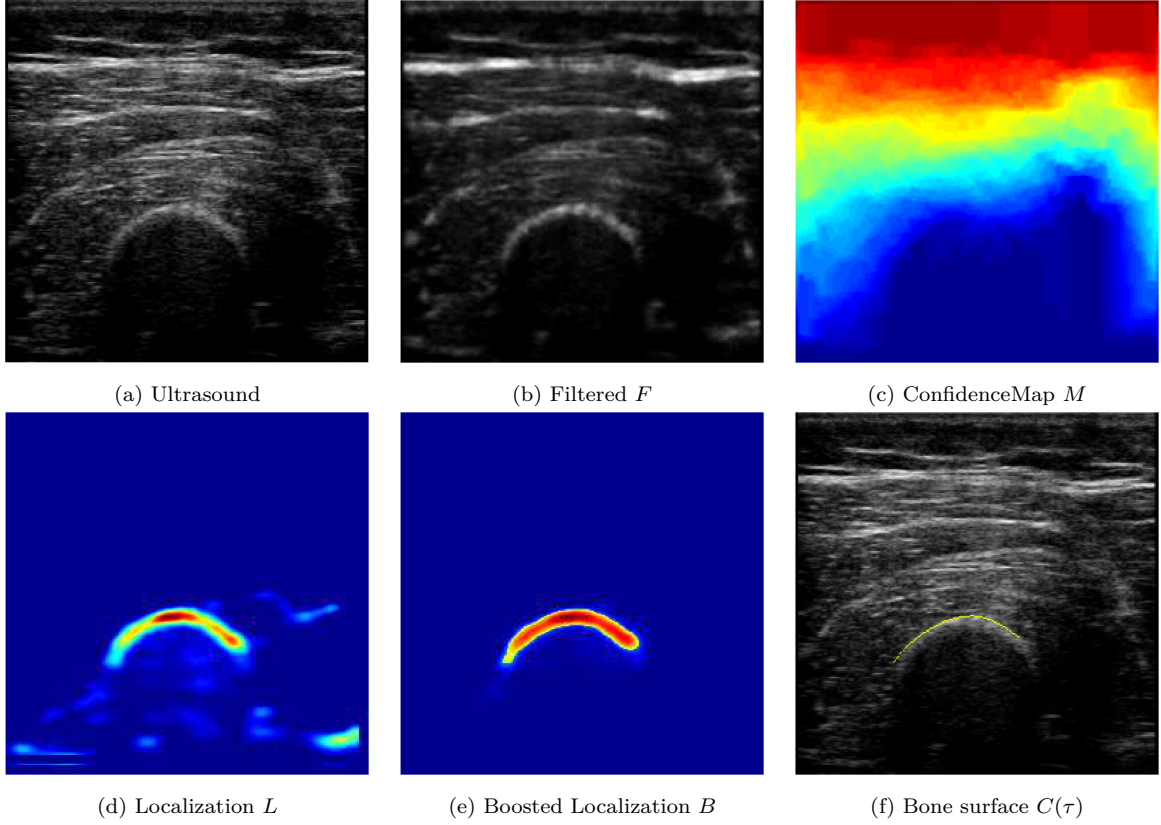 (a) Ultrasound
(b) Filtered F
(c) ConfidenceMap M
(d) Localization L
(e) Boosted Localization B
(f) Bone surface C(τ)